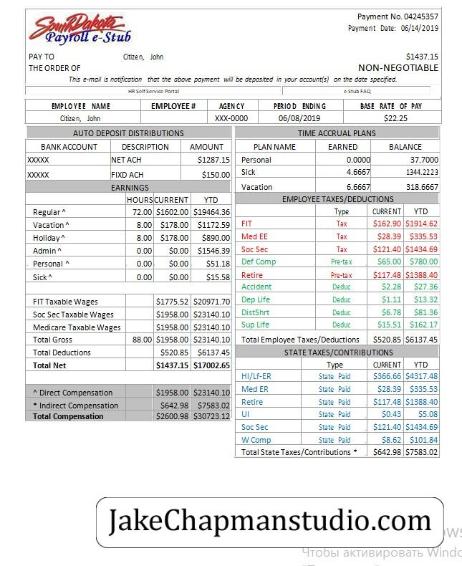 South Dakota
Payroll e-Stub
Payment No. 04245357
Payment Date: 06/14/2019
PAY TO Citizen, John $1437.15
THE ORDER OF NON-NEGOTIABLE
This e-mail is notification that the above payment will be deposited in your account(s) on the date specified.
HR Self Service Portal e-Stub FAQ
EMPLOYEE NAME EMPLOYEE # AGENCY PERIOD ENDING BASE RATE OF PAY
Citizen, John XXX-0000 06/08/2019 $22.25
AUTO DEPOSIT DISTRIBUTIONS
BANK ACCOUNT DESCRIPTION AMOUNT
XXXXX NET ACH $1287.15
XXXXX FIXD ACH $150.00
EARNINGS
HOURS CURRENT YTD
Regular ^ 72.00 $1602.00 $19464.36
Vacation ^ 8.00 $178.00 $1172.59
Holiday ^ 8.00 $178.00 $890.00
Admin ^ 0.00 $0.00 $1546.39
Personal ^ 0.00 $0.00 $51.18
Sick ^ 0.00 $0.00 $15.58
FIT Taxable Wages $1775.52 $20971.70
Soc Sec Taxable Wages $1958.00 $23140.10
Medicare Taxable Wages $1958.00 $23140.10
Total Gross 88.00 $1958.00 $23140.10
Total Deductions $520.85 $6137.45
Total Net $1437.15 $17002.65
^ Direct Compensation $1958.00 $23140.10
* Indirect Compensation $642.98 $7583.02
Total Compensation $2600.98 $30723.12
TIME ACCRUAL PLANS
PLAN NAME EARNED BALANCE
Personal 0.0000 37.7000
Sick 4.6667 1344.2223
Vacation 6.6667 318.6667
EMPLOYEE TAXES/DEDUCTIONS
Type CURRENT YTD
FIT Tax $162.90 $1914.62
Med EE Tax $28.39 $335.53
Soc Sec Tax $121.40 $1434.69
Def Comp Pre-tax $65.00 $780.00
Retire Pre-tax $117.48 $1388.40
Accident Deduc $2.28 $27.36
Dep Life Deduc $1.11 $13.32
DistShrt Deduc $6.78 $81.36
Sup Life Deduc $15.51 $162.17
Total Employee Taxes/Deductions $520.85 $6137.45
STATE TAXES/CONTRIBUTIONS
Type CURRENT YTD
HI/Lf-ER State Paid $366.66 $4317.48
Med ER State Paid $28.39 $335.53
Retire State Paid $117.48 $1388.40
UI State Paid $0.43 $5.08
Soc Sec State Paid $121.40 $1434.69
W Comp State Paid $8.62 $101.84
Total State Taxes/Contributions * $642.98 $7583.02
JakeChapmanstudio.com
Чтобы активировать Windo